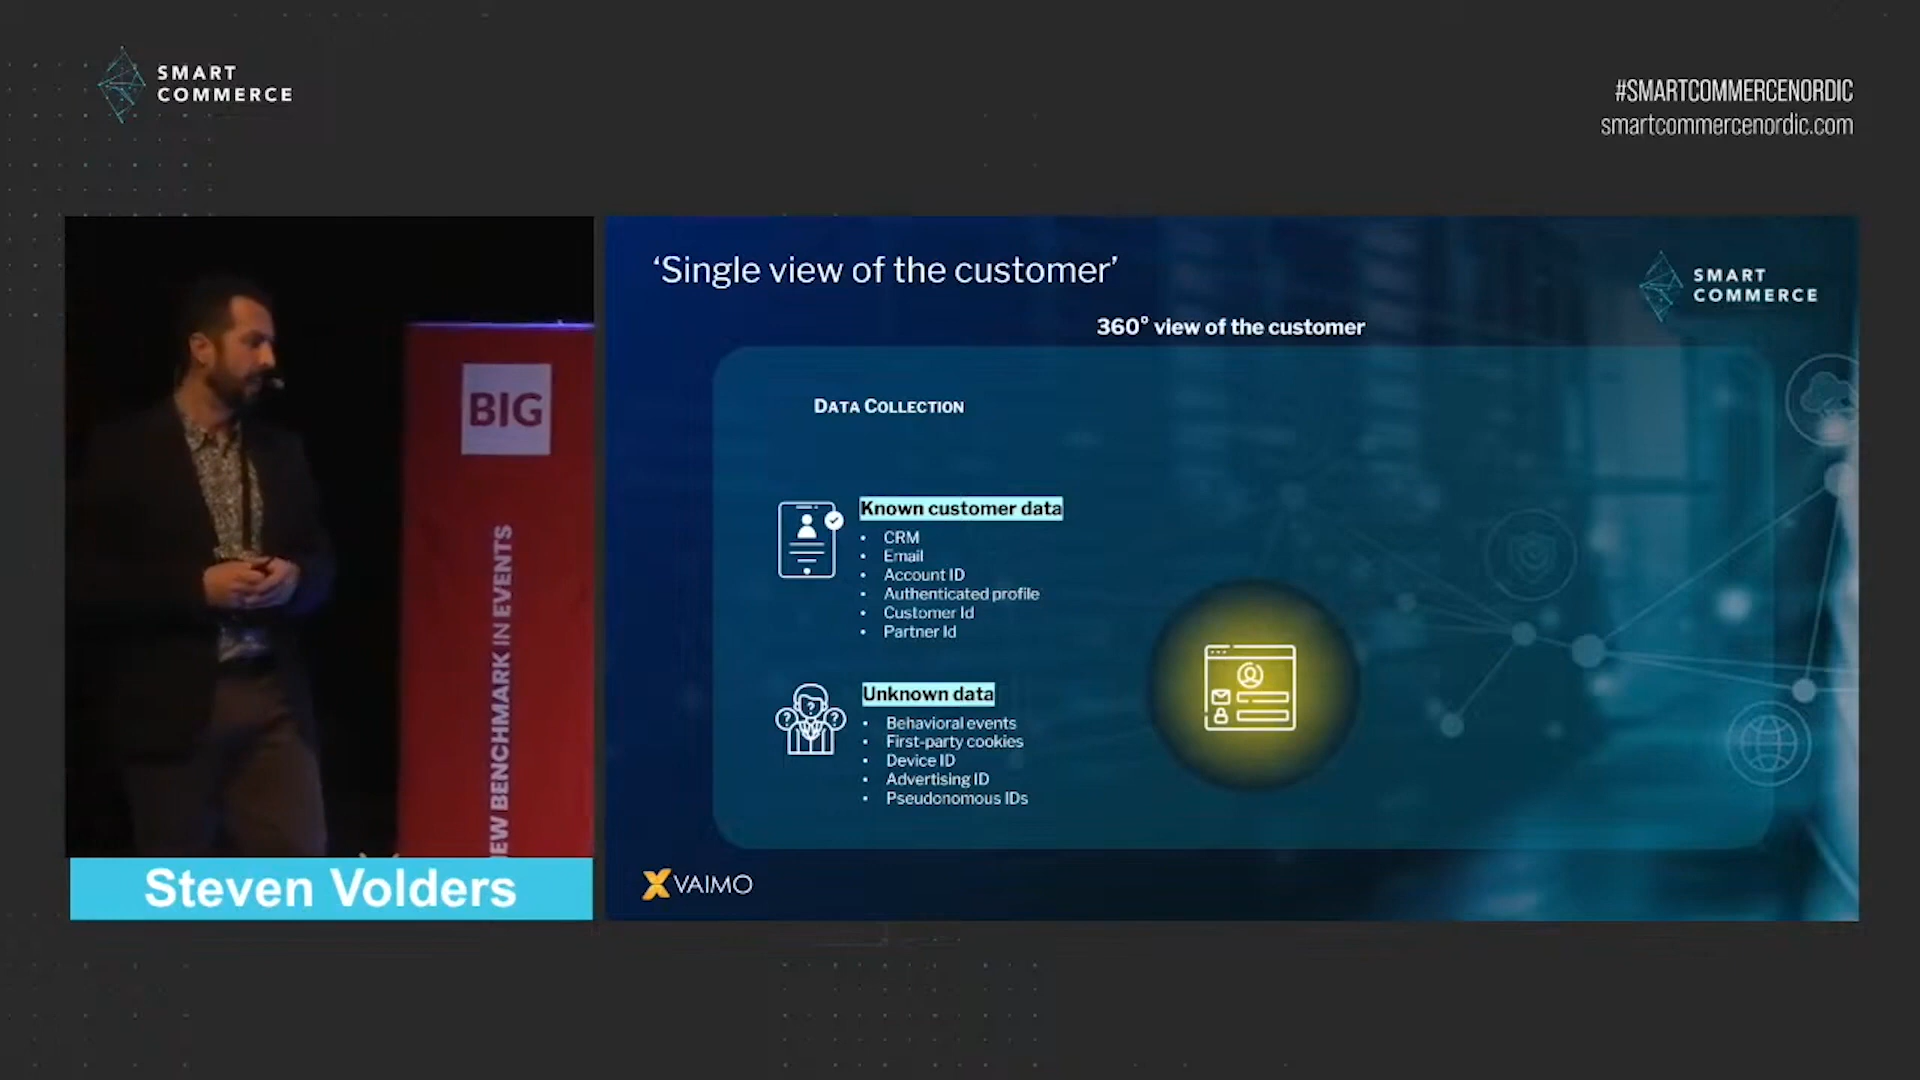 SMART
COMMERCE
#SMARTCOMMERCENORDIC
smartcommercenordic.com
BIG
EW BENCHMARK IN EVENTS
Steven Volders
‘Single view of the customer’
SMART
COMMERCE
360° view of the customer
DATA COLLECTION
Known customer data
• CRM
• Email
• Account ID
• Authenticated profile
• Customer Id
• Partner Id
Unknown data
• Behavioral events
• First-party cookies
• Device ID
• Advertising ID
• Pseudonomous IDs
VAIMO